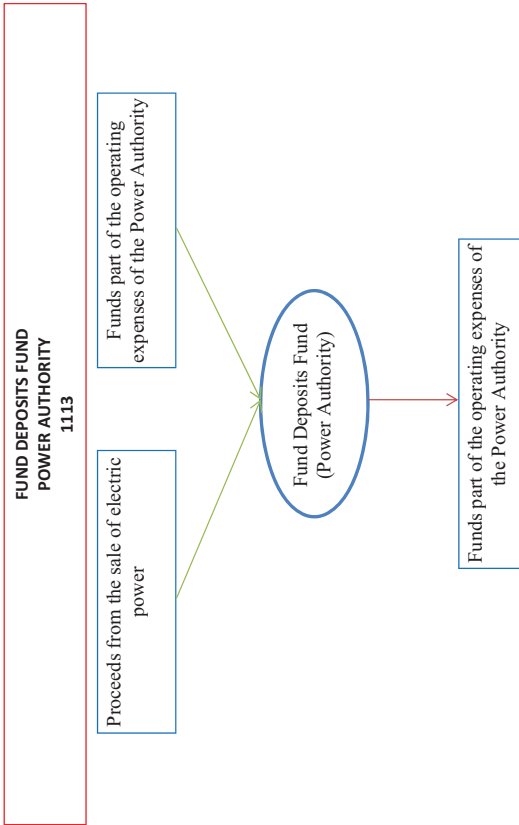 FUND DEPOSITS FUND
POWER AUTHORITY
1113
Proceeds from the sale of electric
power
Funds part of the operating
expenses of the Power Authority
Fund Deposits Fund
(Power Authority)
Funds part of the operating expenses of
the Power Authority